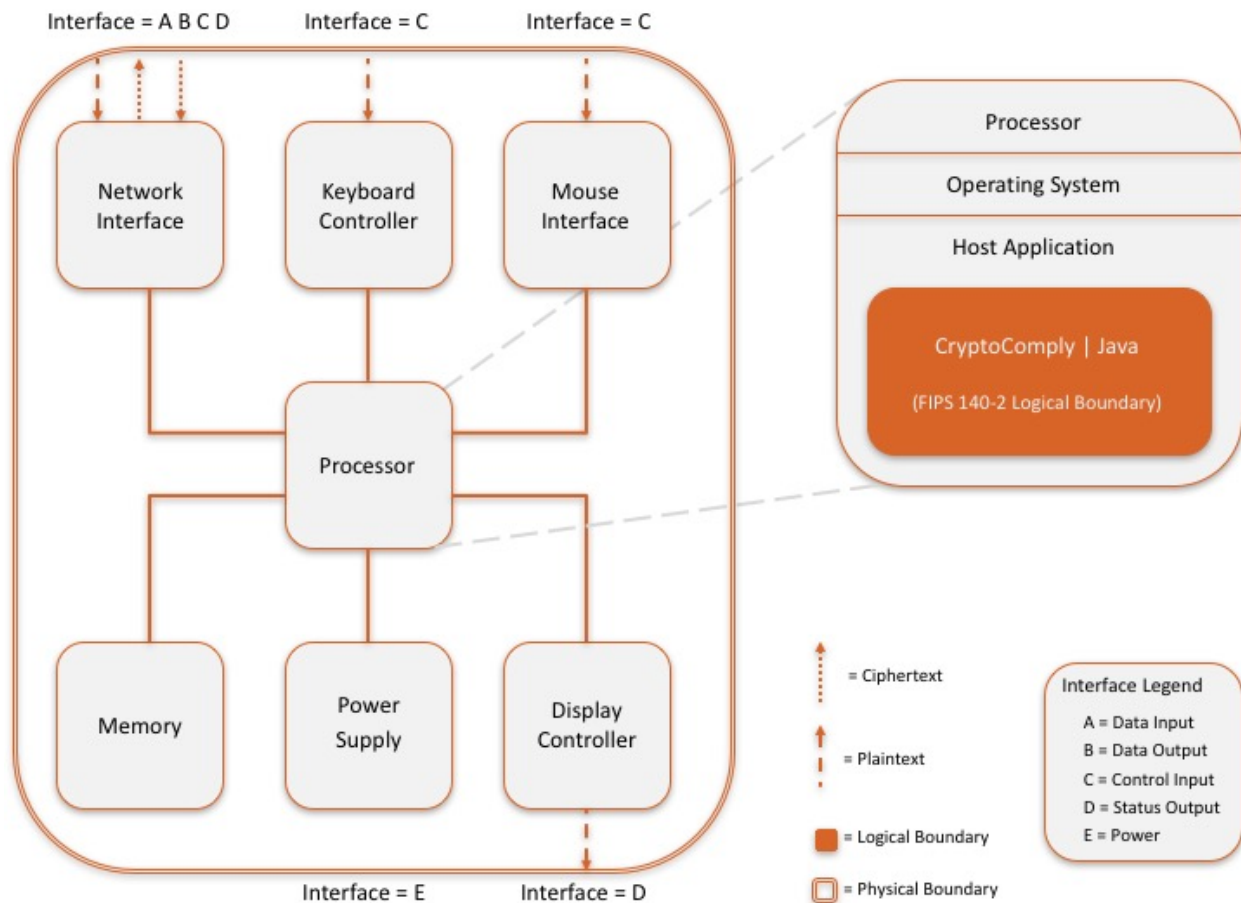 Interface = A B C D
Interface = C
Interface = C
Network
Interface
Keyboard
Controller
Mouse
Interface
Processor
Memory
Power
Supply
Display
Controller
Interface = E
Interface = D
Processor
Operating System
Host Application
CryptoComply | Java
(FIPS 140-2 Logical Boundary)
= Ciphertext
= Plaintext
= Logical Boundary
= Physical Boundary
Interface Legend
A = Data Input
B = Data Output
C = Control Input
D = Status Output
E = Power